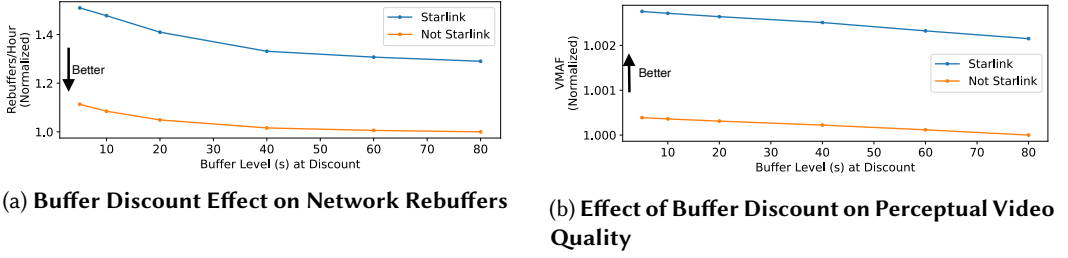 Rebuffers/Hour
(Normalized)
1.4
1.2
1.0
Better
Starlink
Not Starlink
10 20 30 40 50 60 70 80
Buffer Level (s) at Discount
(a) Buffer Discount Effect on Network Rebuffers
VMAF
(Normalized)
1.002
1.001
1.000
Better
Starlink
Not Starlink
10 20 30 40 50 60 70 80
Buffer Level (s) at Discount
(b) Effect of Buffer Discount on Perceptual Video
Quality